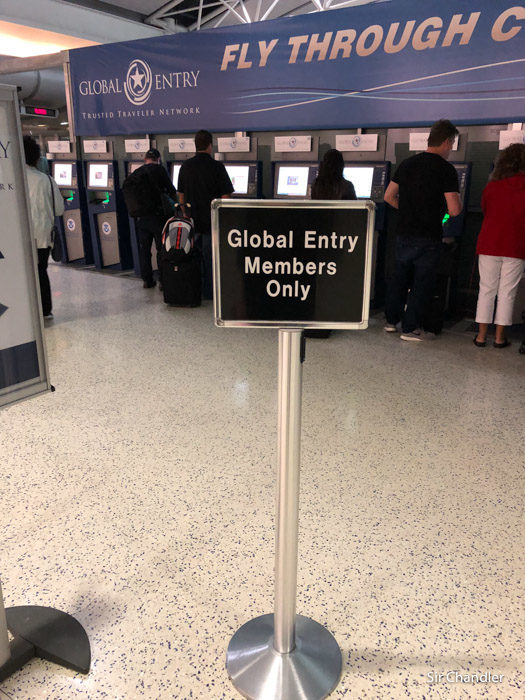 FLY THROUGH C
GLOBAL ENTRY
TRUSTED TRAVELER NETWORK
Global Entry
Members
Only
Sir Chandler